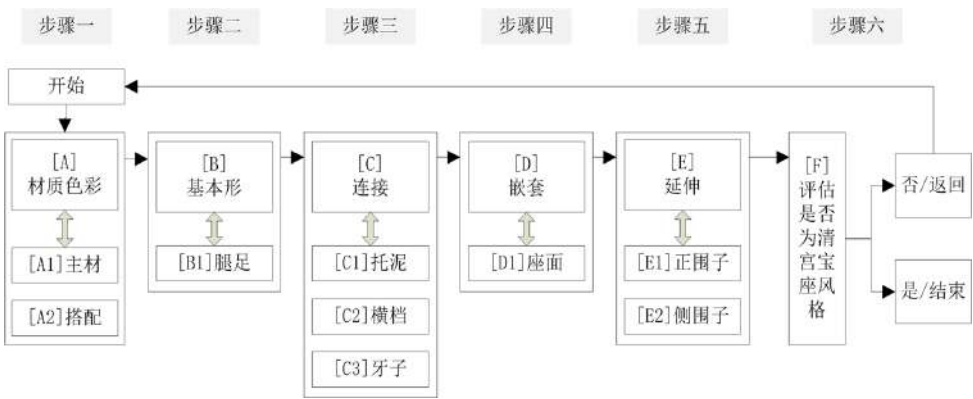 步骤一
步骤二
步骤三
步骤四
步骤五
步骤六
开始
[A]
材质色彩
[A1]主材
[A2]搭配
[B]
基本形
[B1]腿足
[C]
连接
[C1]托泥
[C2]横档
[C3]牙子
[D]
嵌套
[D1]座面
[E]
延伸
[E1]正围子
[E2]侧围子
[F]
评估
是否
为清
宫宝
座风
格
否/返回
是/结束